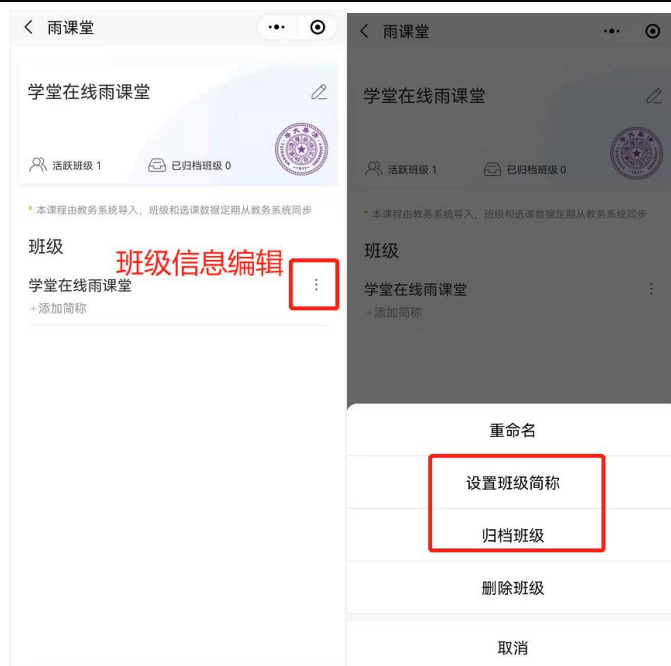 雨课堂
学堂在线雨课堂
活跃班级 1 已归档班级 0
* 本课程由教务系统导入，班级和选课数据定期从教务系统同步
班级
班级信息编辑
学堂在线雨课堂
+添加简称
雨课堂
学堂在线雨课堂
活跃班级 1 已归档班级 0
* 本课程由教务系统导入，班级和选课数据定期从教务系统同步
班级
学堂在线雨课堂
+添加简称
重命名
设置班级简称
归档班级
删除班级
取消